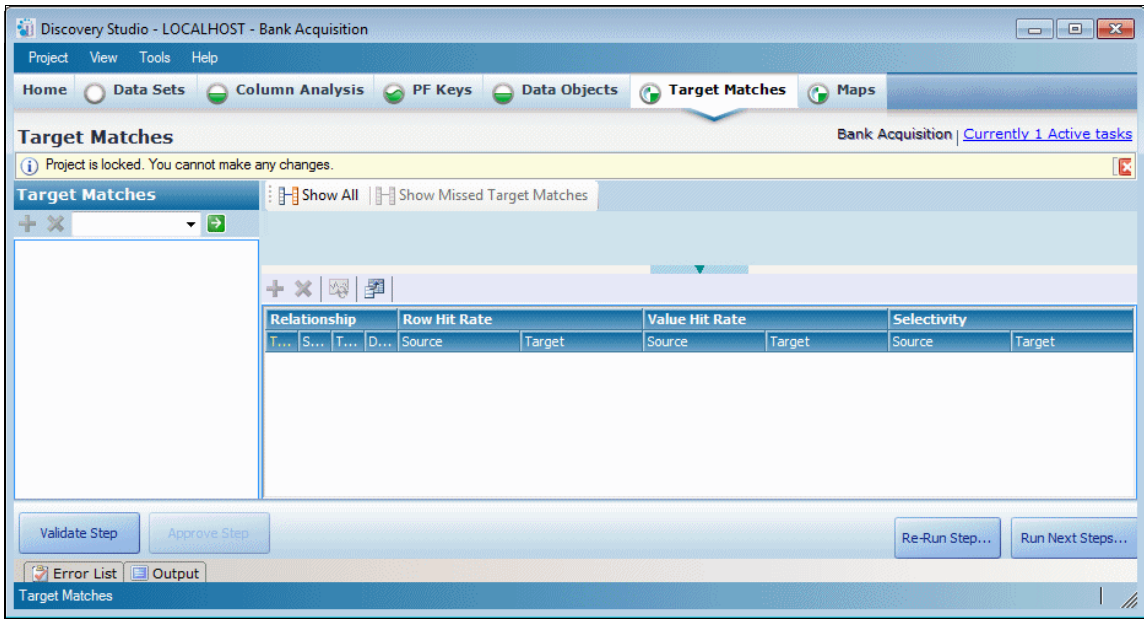 Discovery Studio - LOCALHOST - Bank Acquisition
Project View Tools Help
Home Data Sets Column Analysis PF Keys Data Objects Target Matches Maps
Target Matches
Bank Acquisition | Currently 1 Active tasks
Project is locked. You cannot make any changes.
Target Matches
Show All Show Missed Target Matches
Relationship Row Hit Rate Value Hit Rate Selectivity
T... S... T... D... Source Target Source Target Source Target
Validate Step Approve Step Re-Run Step... Run Next Steps...
Error List Output
Target Matches